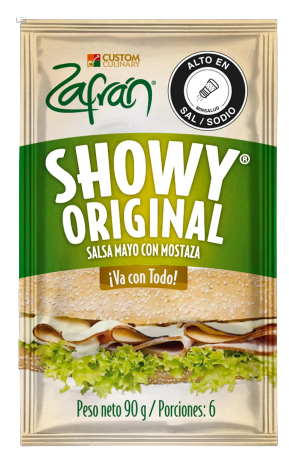 CUSTOM
CULINARY
Zafrán®
ALTO EN
MINSALUD
SAL / SODIO
SHOWY®
ORIGINAL
SALSA MAYO CON MOSTAZA
¡Va con Todo!
Peso neto 90 g / Porciones: 6